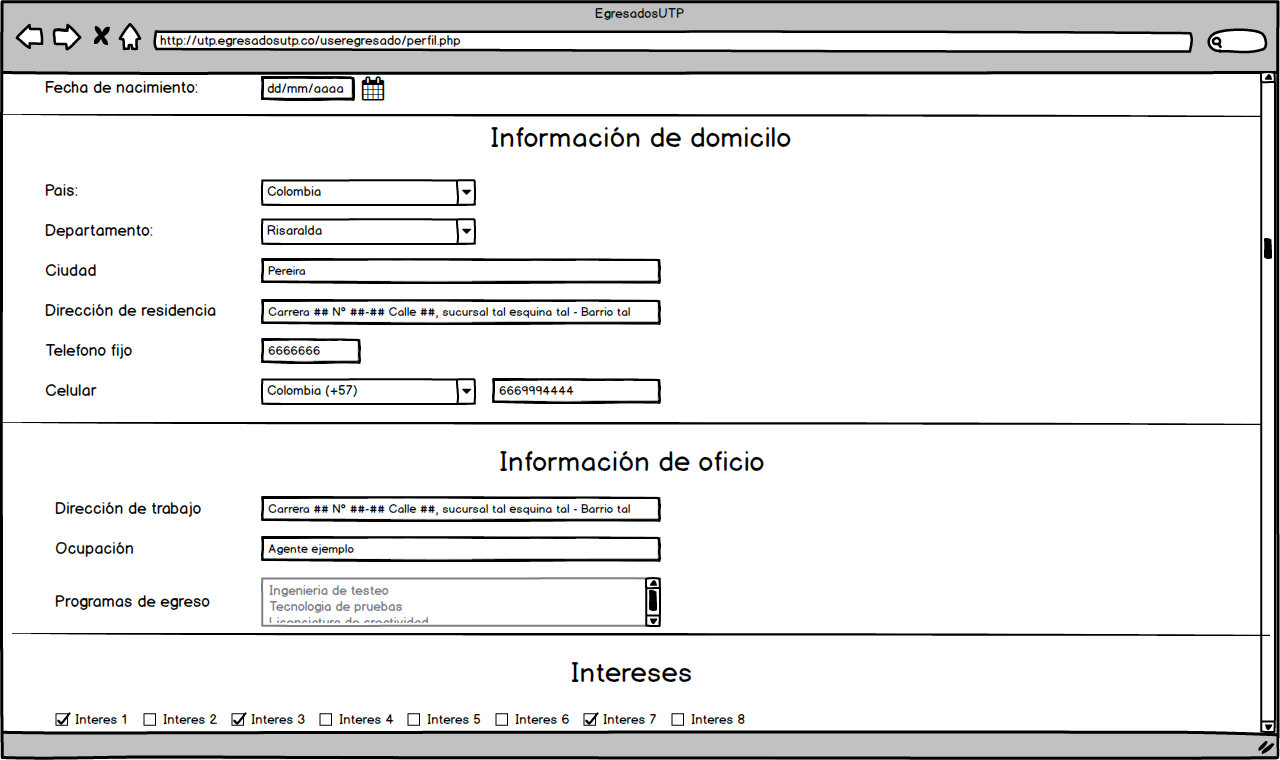 EgresadosUTP
http://utp.egresadosutp.co/useregresado/perfil.php
Fecha de nacimiento: dd/mm/aaaa
Información de domicilo
Pais: Colombia
Departamento: Risaralda
Ciudad Pereira
Dirección de residencia Carrera ## N° ##-## Calle ##, sucursal tal esquina tal - Barrio tal
Telefono fijo 6666666
Celular Colombia (+57) 6669994444
Información de oficio
Dirección de trabajo Carrera ## N° ##-## Calle ##, sucursal tal esquina tal - Barrio tal
Ocupación Agente ejemplo
Programas de egreso
Ingenieria de testeo
Tecnologia de pruebas
Licenciatura de creatividad
Intereses
Interes 1 Interes 2 Interes 3 Interes 4 Interes 5 Interes 6 Interes 7 Interes 8